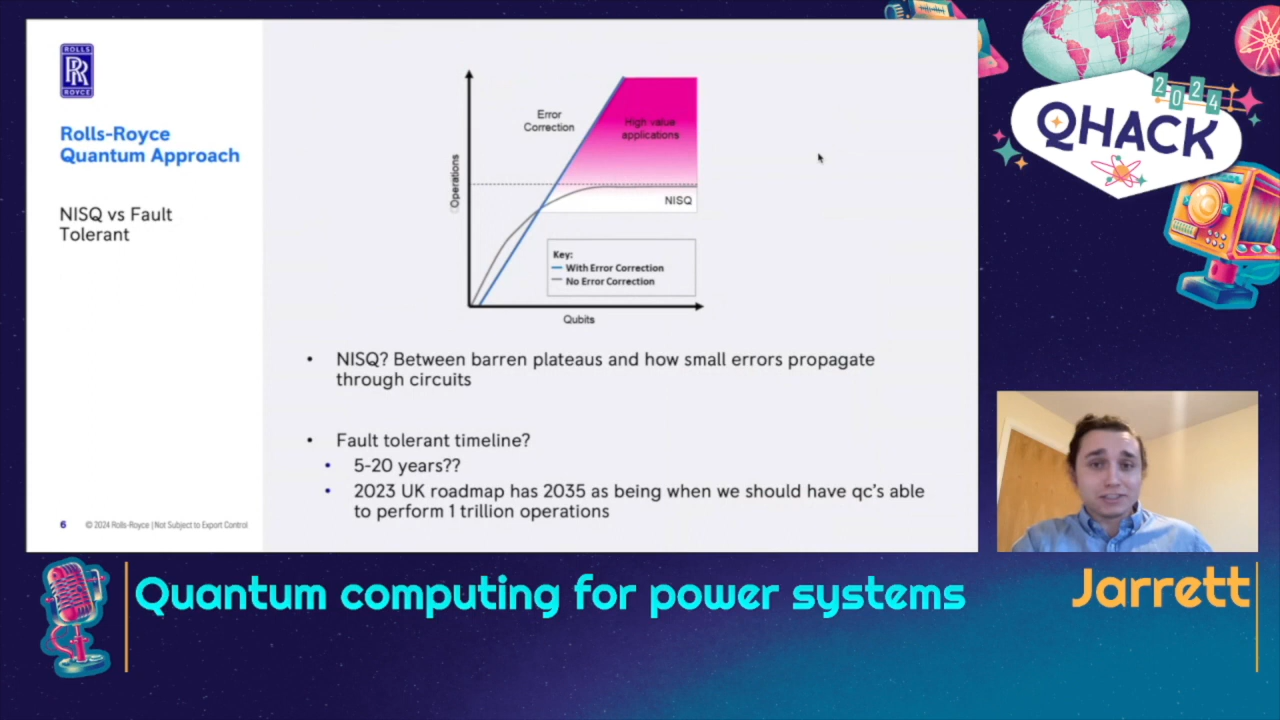 ROLLS
RR
ROYCE
Rolls-Royce
Quantum Approach
NISQ vs Fault
Tolerant
6
© 2024 Rolls-Royce | Not Subject to Export Control
Error
Correction
High value
applications
Operations
NISQ
Key:
With Error Correction
No Error Correction
Qubits
• NISQ? Between barren plateaus and how small errors propagate
through circuits
• Fault tolerant timeline?
• 5-20 years??
• 2023 UK roadmap has 2035 as being when we should have qc's able
to perform 1 trillion operations
2024
QHACK
Quantum computing for power systems
Jarrett